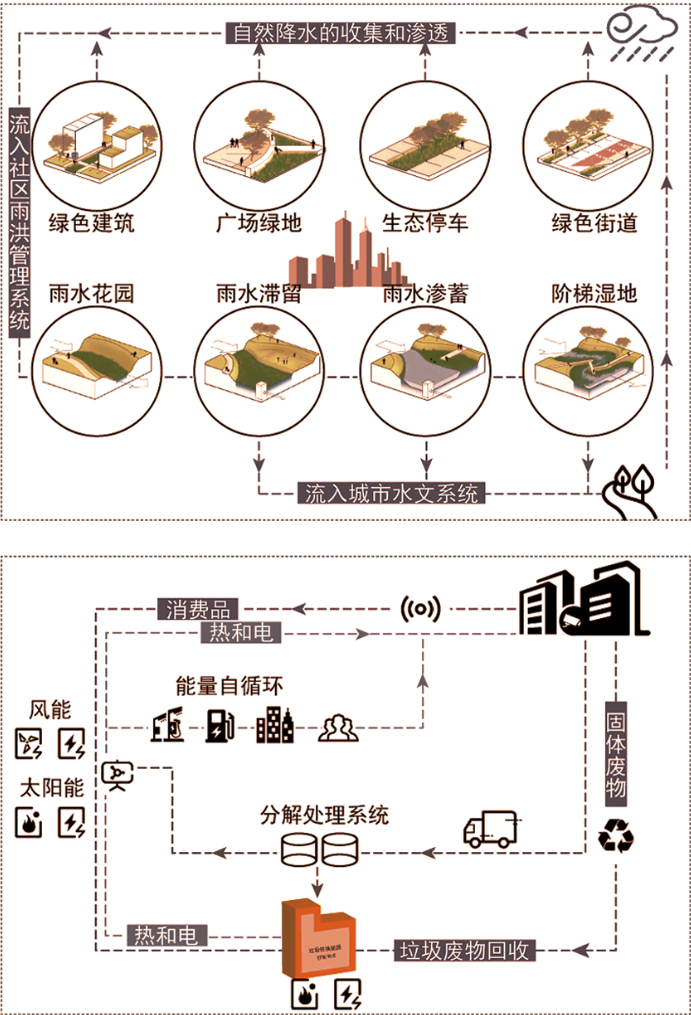 自然降水的收集和渗透
流入社区雨洪管理系统
绿色建筑
广场绿地
生态停车
绿色街道
雨水花园
雨水滞留
雨水渗蓄
阶梯湿地
流入城市水文系统
消费品
热和电
能量自循环
风能
太阳能
固体废物
分解处理系统
热和电
垃圾废物回收